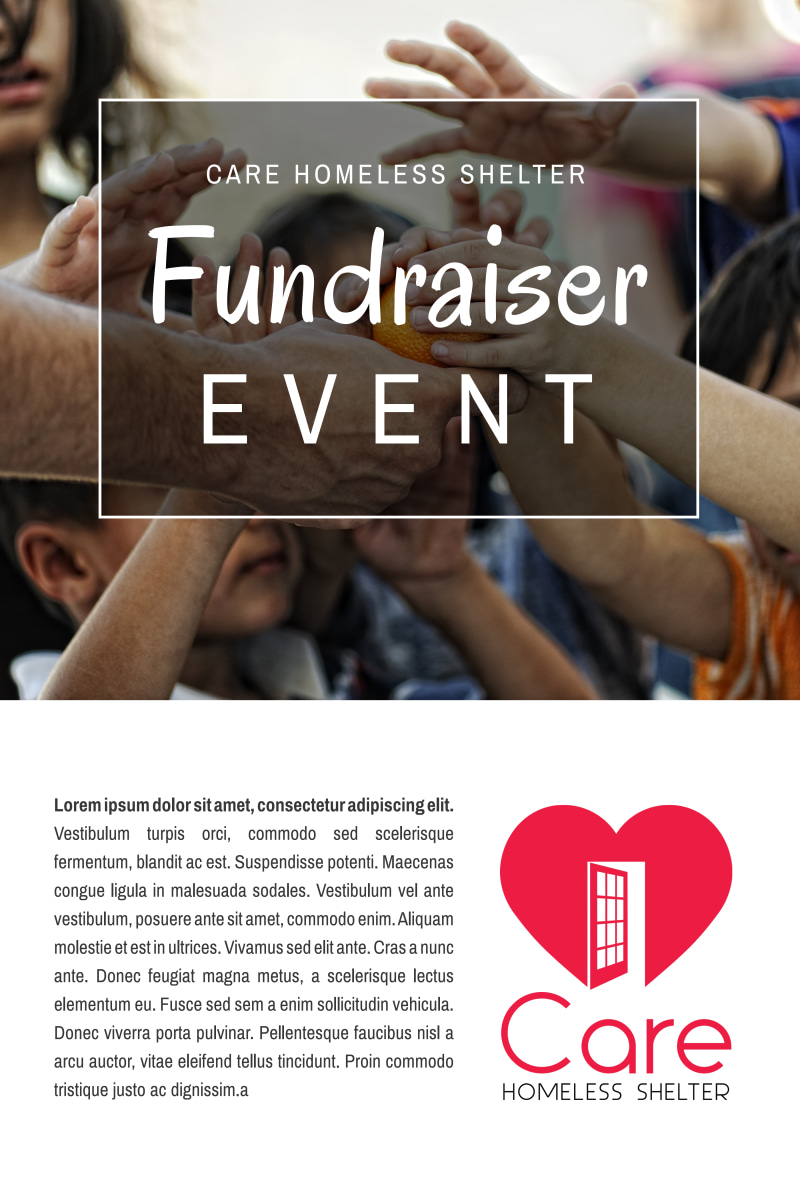 CARE HOMELESS SHELTER
Fundraiser
EVENT
Lorem ipsum dolor sit amet, consectetur adipiscing elit.
Vestibulum turpis orci, commodo sed scelerisque
fermentum, blandit ac est. Suspendisse potenti. Maecenas
congue ligula in malesuada sodales. Vestibulum vel ante
vestibulum, posuere ante sit amet, commodo enim. Aliquam
molestie et est in ultrices. Vivamus sed elit ante. Cras a nunc
ante. Donec feugiat magna metus, a scelerisque lectus
elementum eu. Fusce sed sem a enim sollicitudin vehicula.
Donec viverra porta pulvinar. Pellentesque faucibus nisl a
arcu auctor, vitae eleifend tellus tincidunt. Proin commodo
tristique justo ac dignissim.a
Care
HOMELESS SHELTER